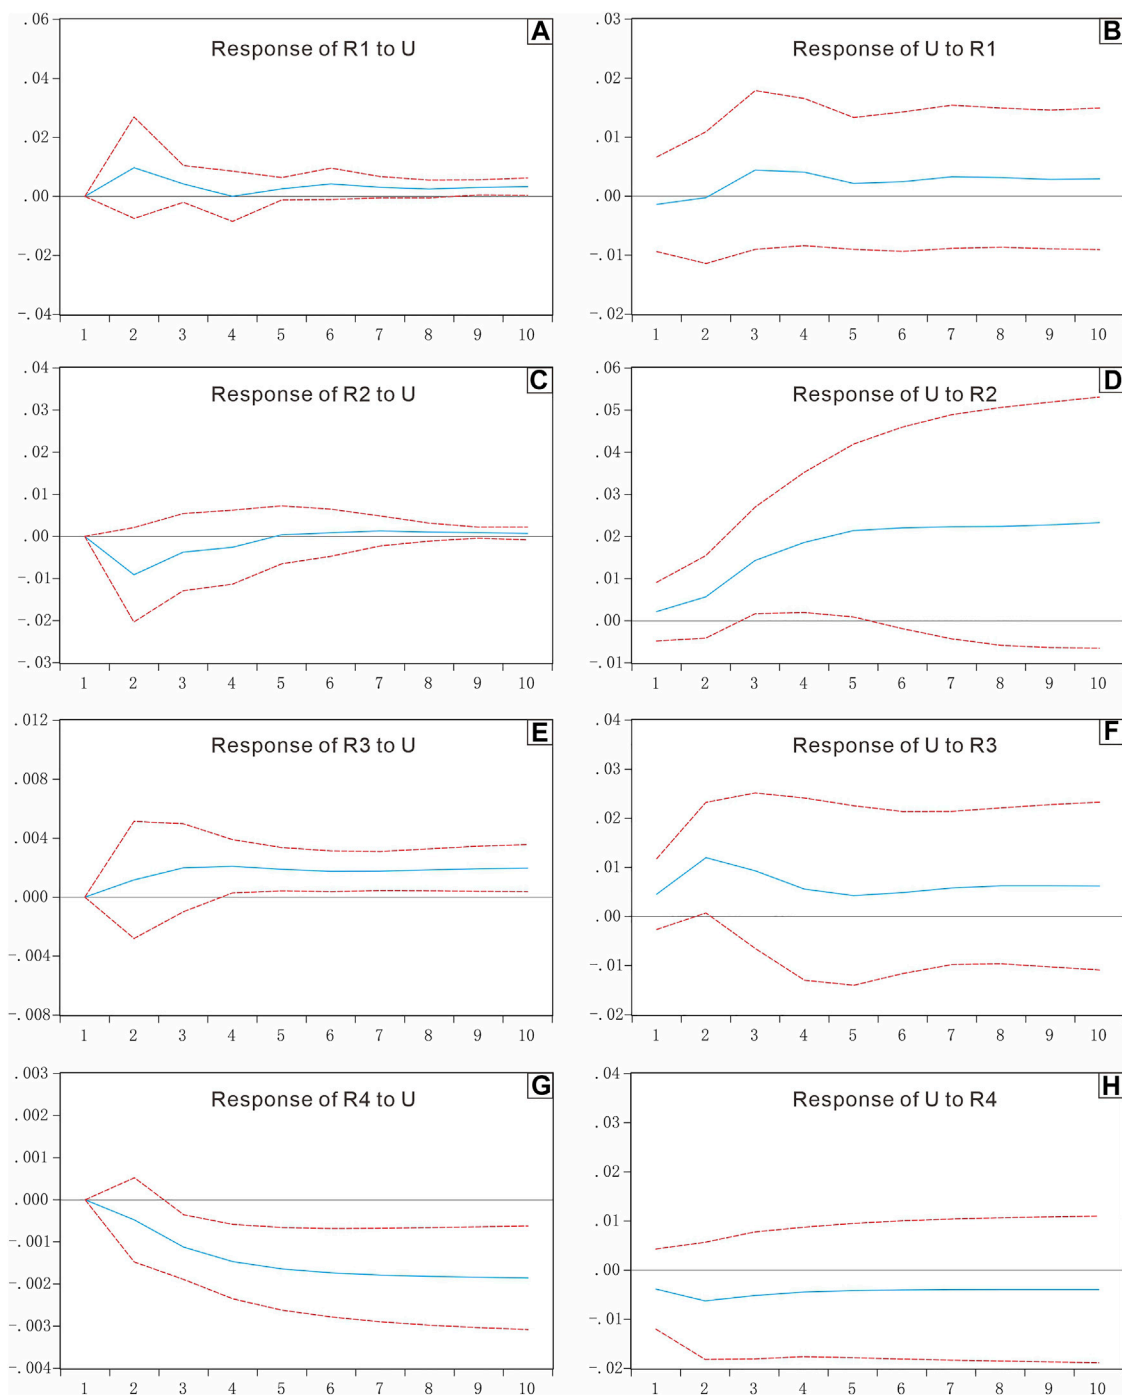 A
Response of R1 to U
.06
.04
.02
.00
-.02
-.04
1 2 3 4 5 6 7 8 9 10
B
Response of U to R1
.03
.02
.01
.00
-.01
-.02
1 2 3 4 5 6 7 8 9 10
C
Response of R2 to U
.04
.03
.02
.01
.00
-.01
-.02
-.03
1 2 3 4 5 6 7 8 9 10
D
Response of U to R2
.06
.05
.04
.03
.02
.01
.00
-.01
1 2 3 4 5 6 7 8 9 10
E
Response of R3 to U
.012
.008
.004
.000
-.004
-.008
1 2 3 4 5 6 7 8 9 10
F
Response of U to R3
.04
.03
.02
.01
.00
-.01
-.02
1 2 3 4 5 6 7 8 9 10
G
Response of R4 to U
.003
.002
.001
.000
-.001
-.002
-.003
-.004
1 2 3 4 5 6 7 8 9 10
H
Response of U to R4
.04
.03
.02
.01
.00
-.01
-.02
1 2 3 4 5 6 7 8 9 10